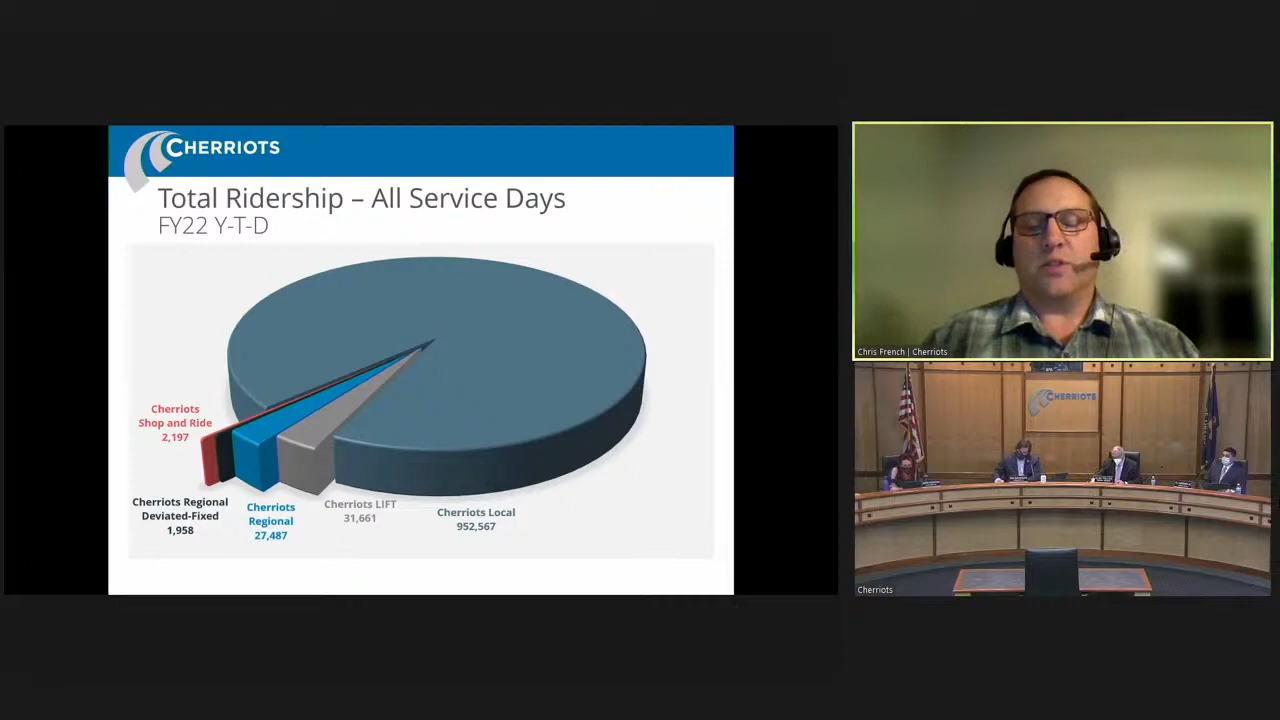 CHERRIOTS
Total Ridership – All Service Days
FY22 Y-T-D
Cherriots
Shop and Ride
2,197
Cherriots Regional
Deviated-Fixed
1,958
Cherriots
Regional
27,487
Cherriots LIFT
31,661
Cherriots Local
952,567
Chris French | Cherriots
CHERRIOTS
Cherriots